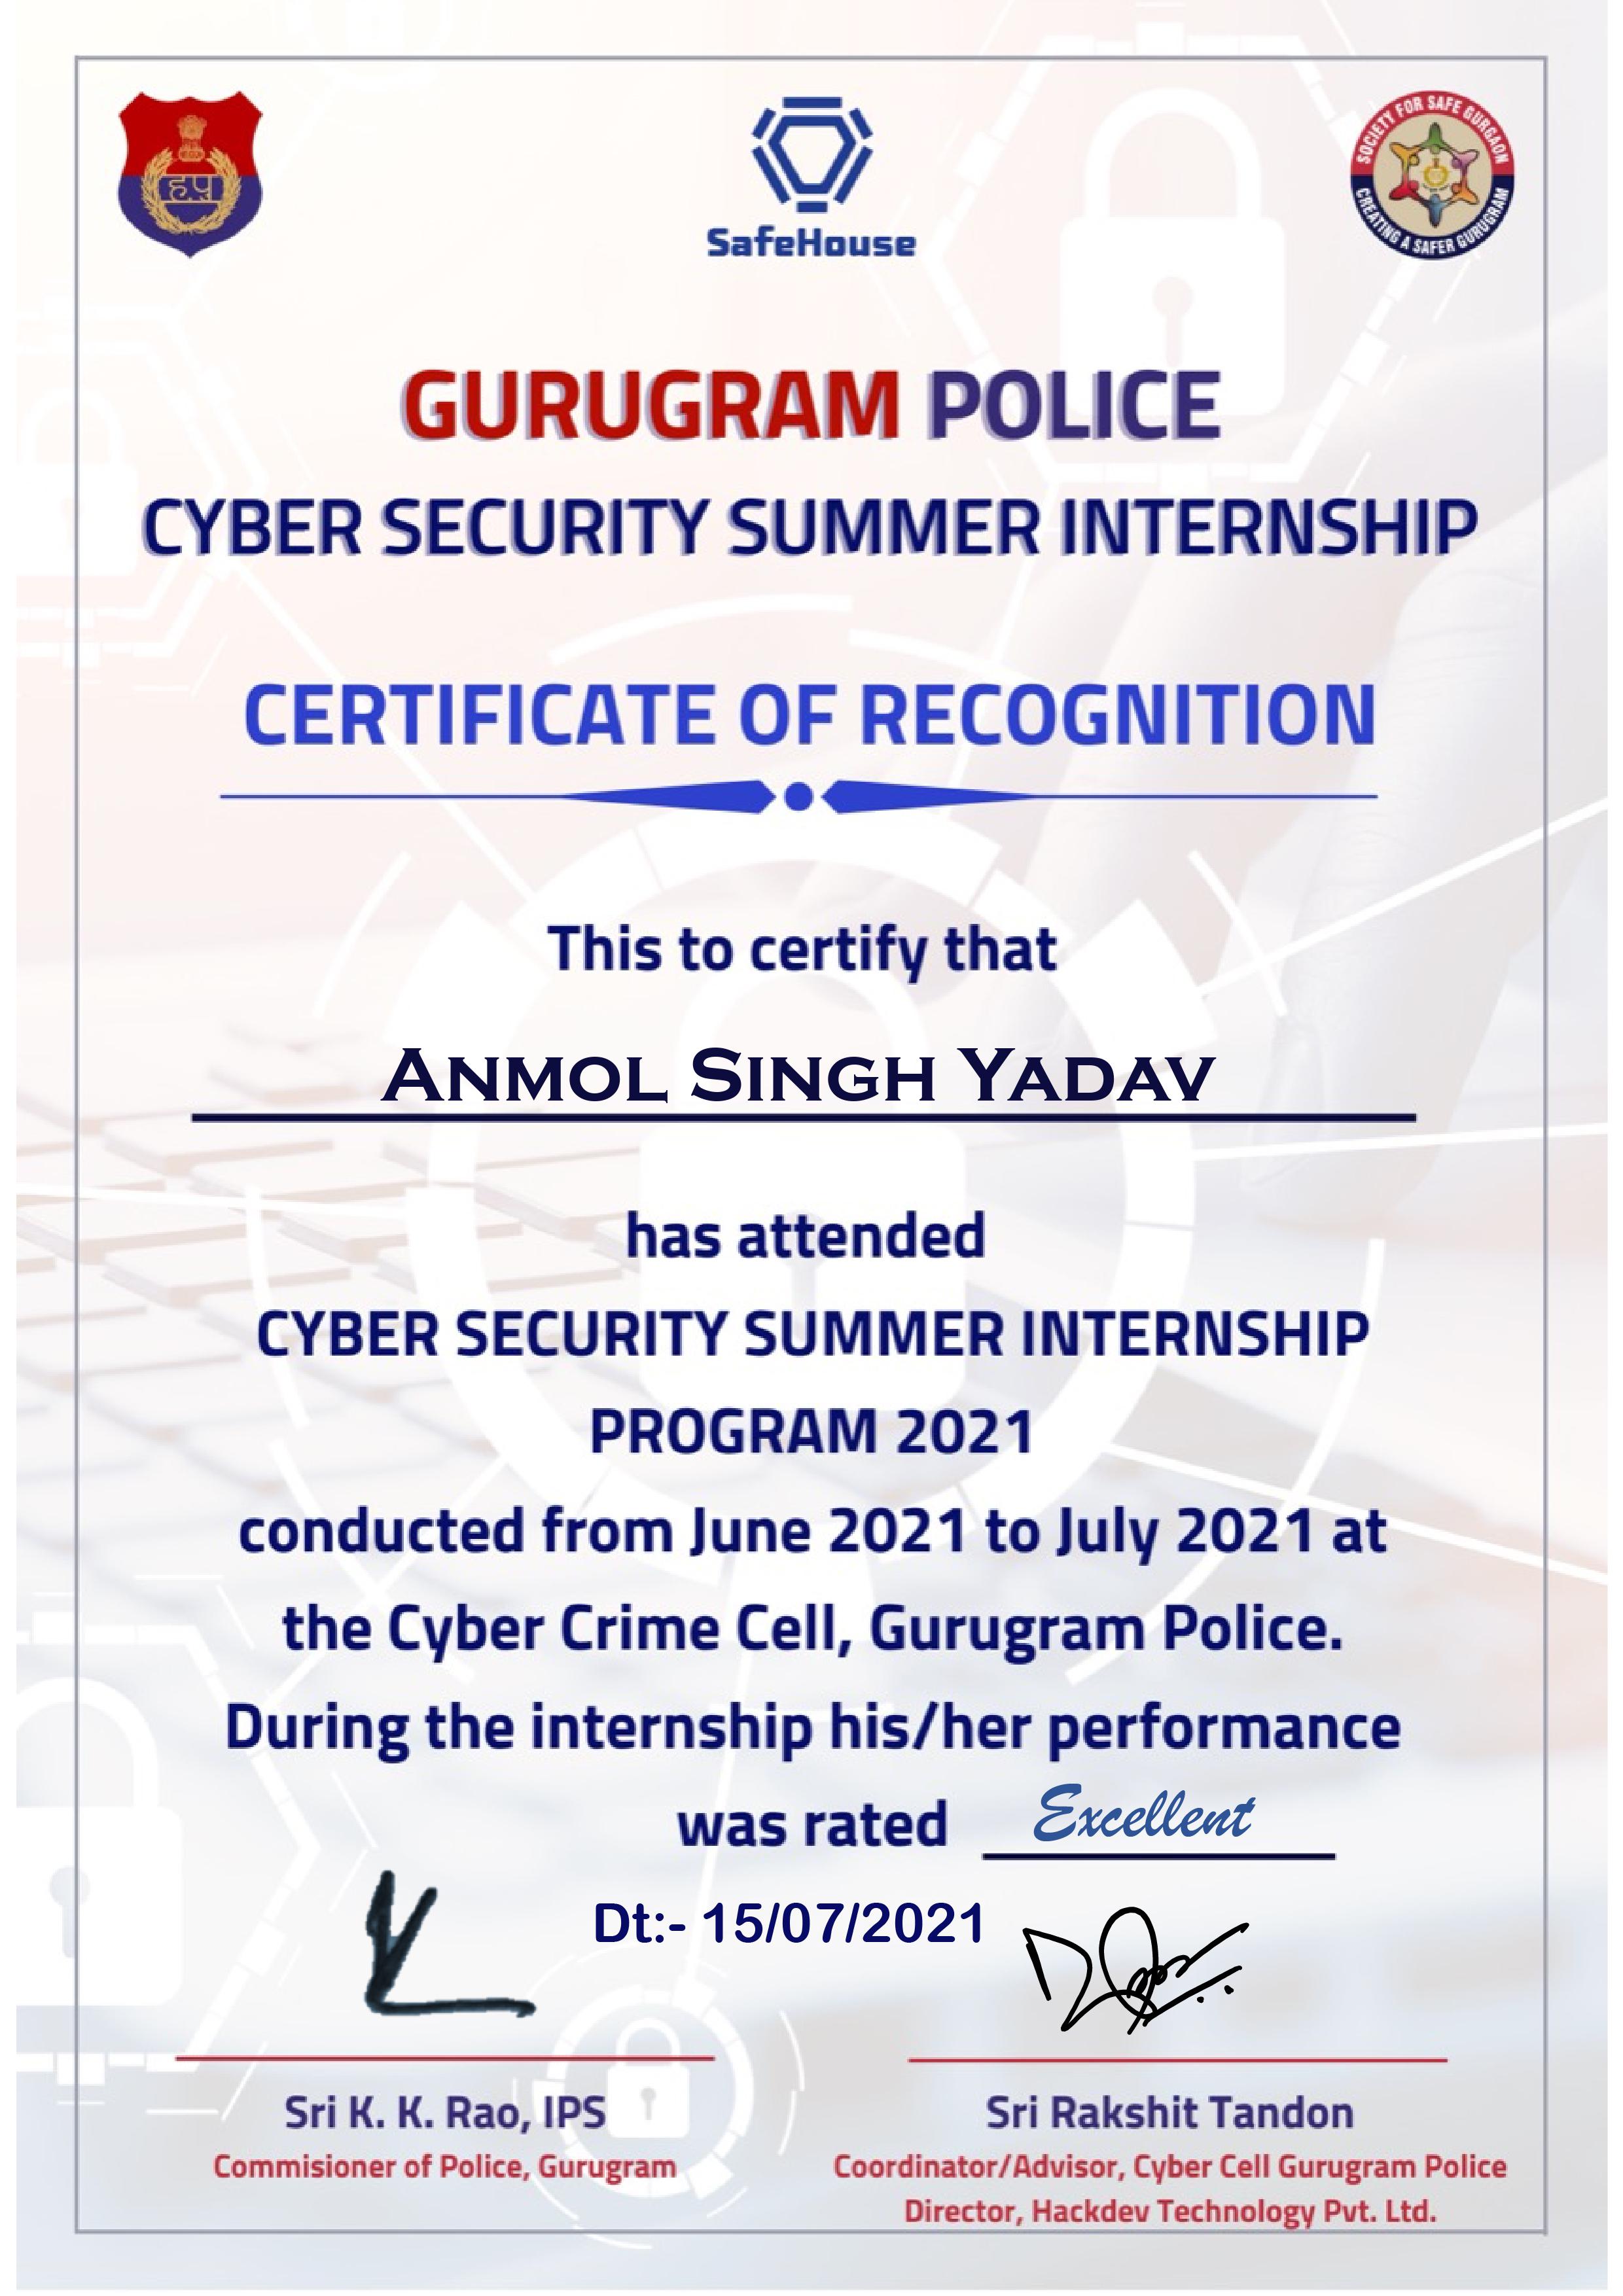 ह.पु
SafeHouse
SOCIETY FOR SAFE GURGAON
CREATING A SAFER GURUGRAM
GURUGRAM POLICE
CYBER SECURITY SUMMER INTERNSHIP
CERTIFICATE OF RECOGNITION
This to certify that
ANMOL SINGH YADAV
has attended
CYBER SECURITY SUMMER INTERNSHIP
PROGRAM 2021
conducted from June 2021 to July 2021 at
the Cyber Crime Cell, Gurugram Police.
During the internship his/her performance
was rated Excellent
Dt:- 15/07/2021
Sri K. K. Rao, IPS
Commisioner of Police, Gurugram
Sri Rakshit Tandon
Coordinator/Advisor, Cyber Cell Gurugram Police
Director, Hackdev Technology Pvt. Ltd.